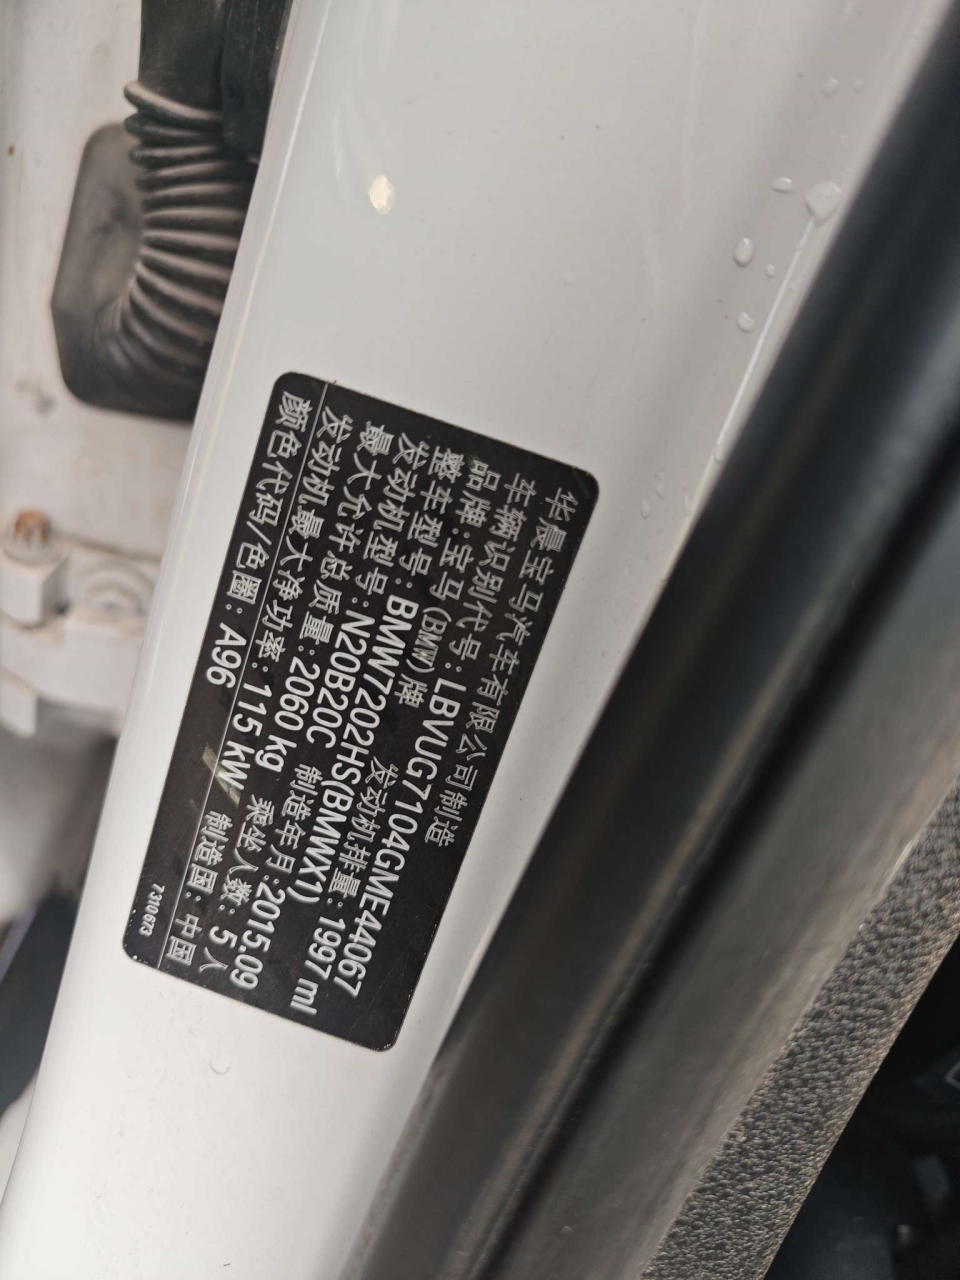 华晨宝马汽车有限公司制造
车辆识别代号: LBVUG7104GME44067
品牌: 宝马(BMW)牌
整车型号: BMW7202HS(BMWX1)
发动机型号: N20B20C 发动机排量: 1997 ml
最大允许总质量: 2060 kg 制造年月: 2015.09
发动机最大净功率: 115 kW 乘坐人数: 5 人
颜色代码/色圈: A96 制造国: 中国
7310673